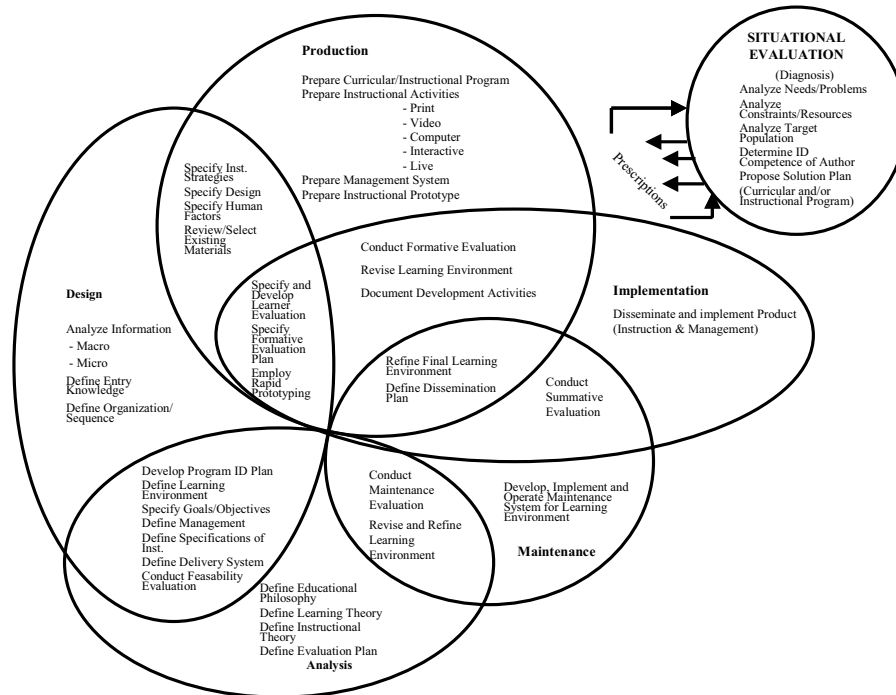 Production
Prepare Curricular/Instructional Program
Prepare Instructional Activities
- Print
- Video
- Computer
- Interactive
- Live
Prepare Management System
Prepare Instructional Prototype
SITUATIONAL
EVALUATION
(Diagnosis)
Analyze Needs/Problems
Analyze
Constraints/Resources
Analyze Target
Population
Determine ID
Competence of Author
Propose Solution Plan
(Curricular and/or
Instructional Program)
Prescriptions
Specify Inst.
Strategies
Specify Design
Specify Human
Factors
Review/Select
Existing
Materials
Conduct Formative Evaluation
Revise Learning Environment
Document Development Activities
Implementation
Disseminate and implement Product
(Instruction & Management)
Design
Analyze Information
- Macro
- Micro
Define Entry
Knowledge
Define Organization/
Sequence
Specify and
Develop
Learner
Evaluation
Specify
Formative
Evaluation
Plan
Employ
Rapid
Prototyping
Refine Final Learning
Environment
Define Dissemination
Plan
Conduct
Summative
Evaluation
Develop Program ID Plan
Define Learning
Environment
Specify Goals/Objectives
Define Management
Define Specifications of
Inst.
Define Delivery System
Conduct Feasability
Evaluation
Conduct
Maintenance
Evaluation
Revise and Refine
Learning
Environment
Develop, Implement and
Operate Maintenance
System for Learning
Environment
Maintenance
Define Educational
Philosophy
Define Learning Theory
Define Instructional
Theory
Define Evaluation Plan
Analysis